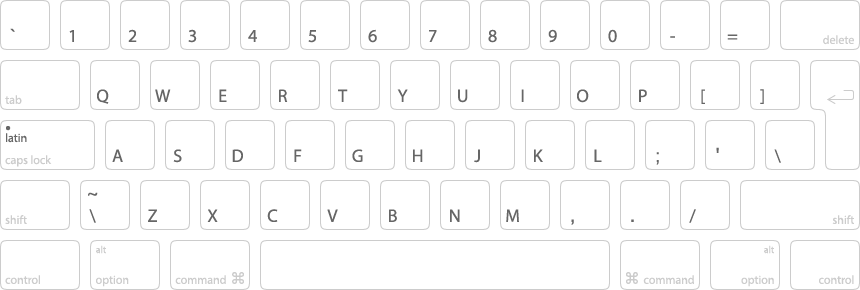 ` 1 2 3 4 5 6 7 8 9 0 - = delete
tab Q W E R T Y U I O P [ ]
latin
caps lock A S D F G H J K L ; ' \
~
shift \ Z X C V B N M , . / shift
alt alt
control option command ⌘ ⌘ command option control